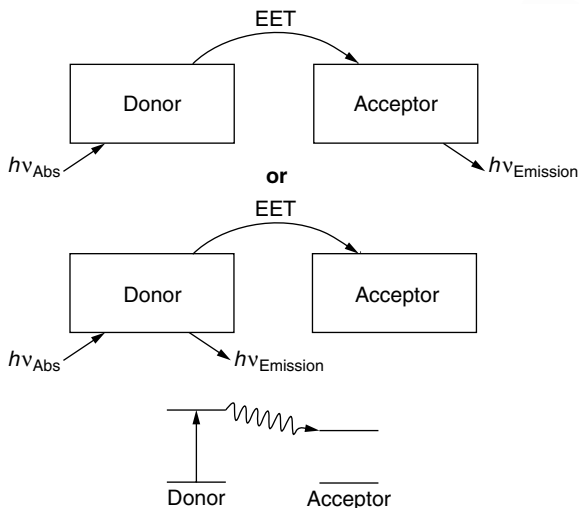 EET
Donor Acceptor
hνAbs hνEmission
or
EET
Donor Acceptor
hνAbs hνEmission
Donor Acceptor